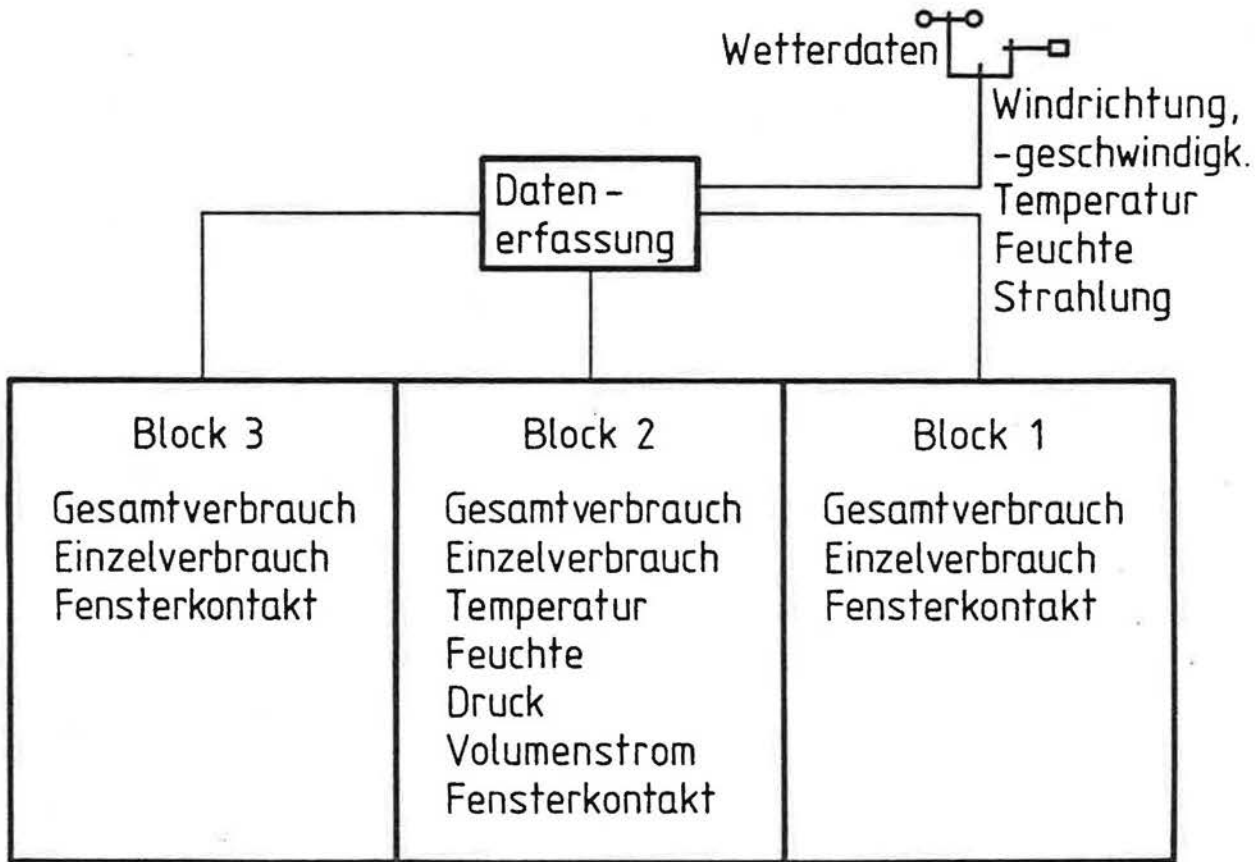 Wetterdaten
Windrichtung,
-geschwindigk.
Temperatur
Feuchte
Strahlung
Daten-
erfassung
Block 3
Gesamtverbrauch
Einzelverbrauch
Fensterkontakt
Block 2
Gesamtverbrauch
Einzelverbrauch
Temperatur
Feuchte
Druck
Volumenstrom
Fensterkontakt
Block 1
Gesamtverbrauch
Einzelverbrauch
Fensterkontakt